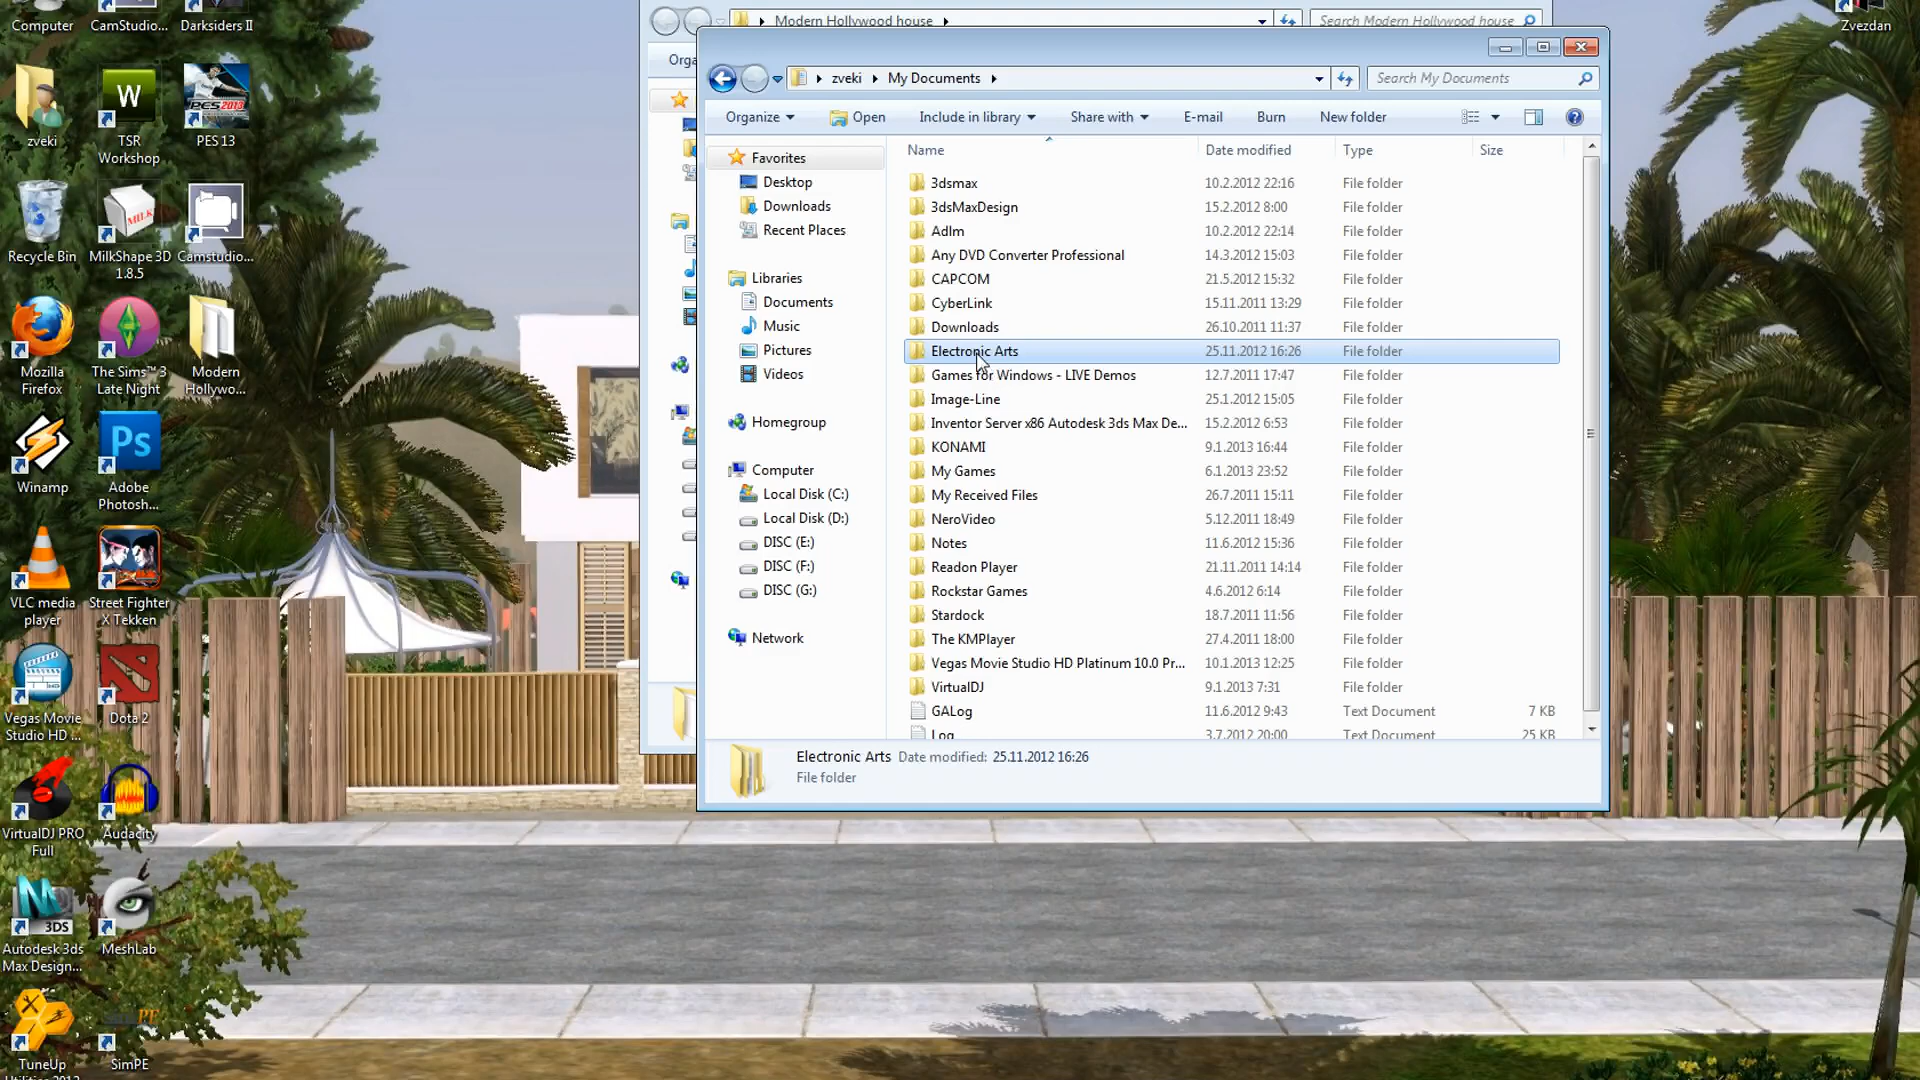 Computer
CamStudio...
Darksiders II
zveki
TSR
Workshop
PES 13
W
PES2013
Recycle Bin
MilkShape 3D
1.8.5
Camstudio...
MILK
Mozilla
Firefox
The Sims™ 3
Late Night
Modern
Hollywo...
Winamp
Ps
Adobe
Photosh...
VLC media
player
Street Fighter
X Tekken
Vegas Movie
Studio HD ...
Dota 2
VirtualDJ PRO
Full
Audacity
3DS
Autodesk 3ds
Max Design...
MeshLab
TuneUp
SimPE
Zvezdan
Modern Hollywood house
Search Modern Hollywood house
Orga
zveki
My Documents
Search My Documents
Organize
Open
Include in library
Share with
E-mail
Burn
New folder
Favorites
Desktop
Downloads
Recent Places
Libraries
Documents
Music
Pictures
Videos
Homegroup
Computer
Local Disk (C:)
Local Disk (D:)
DISC (E:)
DISC (F:)
DISC (G:)
Network
Name Date modified Type Size
3dsmax 10.2.2012 22:16 File folder
3dsMaxDesign 15.2.2012 8:00 File folder
Adlm 10.2.2012 22:14 File folder
Any DVD Converter Professional 14.3.2012 15:03 File folder
CAPCOM 21.5.2012 15:32 File folder
CyberLink 15.11.2011 13:29 File folder
Downloads 26.10.2011 11:37 File folder
Electronic Arts 25.11.2012 16:26 File folder
Games for Windows - LIVE Demos 12.7.2011 17:47 File folder
Image-Line 25.1.2012 15:05 File folder
Inventor Server x86 Autodesk 3ds Max De... 15.2.2012 6:53 File folder
KONAMI 9.1.2013 16:44 File folder
My Games 6.1.2013 23:52 File folder
My Received Files 26.7.2011 15:11 File folder
NeroVideo 5.12.2011 18:49 File folder
Notes 11.6.2012 15:36 File folder
Readon Player 21.11.2011 14:14 File folder
Rockstar Games 4.6.2012 6:14 File folder
Stardock 18.7.2011 11:56 File folder
The KMPlayer 27.4.2011 18:00 File folder
Vegas Movie Studio HD Platinum 10.0 Pr... 10.1.2013 12:25 File folder
VirtualDJ 9.1.2013 7:31 File folder
GALog 11.6.2012 9:43 Text Document 7 KB
Log 3.7.2012 20:00 Text Document 25 KB
Electronic Arts Date modified: 25.11.2012 16:26
File folder